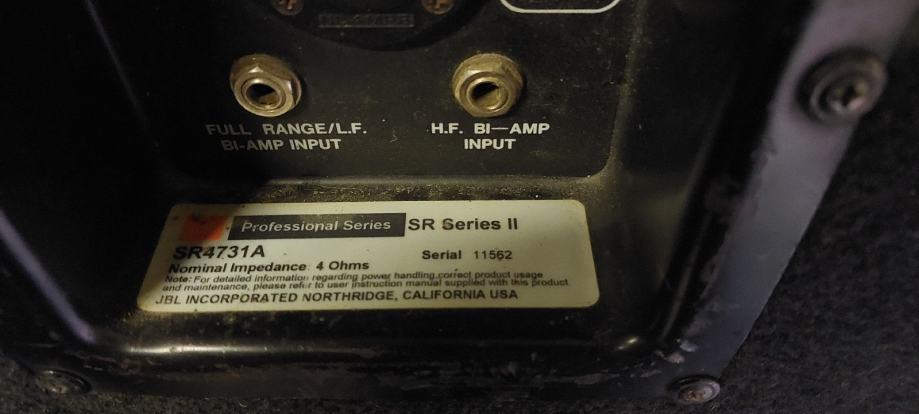 FULL RANGE/L.F.
BI-AMP INPUT
H.F. BI—AMP
INPUT
Professional Series SR Series II
SR4731A
Serial 11562
Nominal Impedance: 4 Ohms
Note: For detailed information regarding power handling,correct product usage
and maintenance, please refer to user instruction manual supplied with this product.
JBL INCORPORATED NORTHRIDGE, CALIFORNIA USA